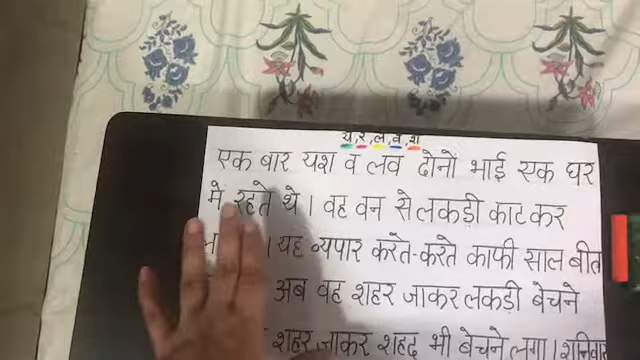 य,र,ल,व,श
एक बार यश व लव दोनों भाई एक घर
में रहते थे । वह वन से लकड़ी काट कर
। यह व्यपार करते-करते काफी साल बीत
अब वह शहर जाकर लकड़ी बेचने
शहर जाकर शहद भी बेचने लगा । शनिवार